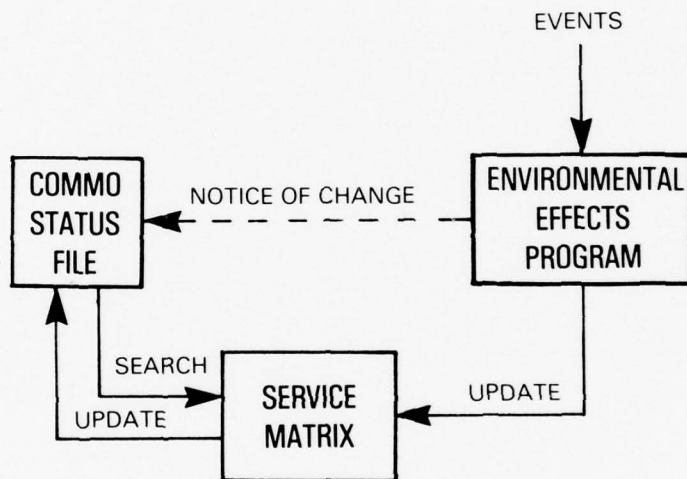 EVENTS
COMMO
STATUS
FILE
NOTICE OF CHANGE
ENVIRONMENTAL
EFFECTS
PROGRAM
SEARCH
UPDATE
SERVICE
MATRIX
UPDATE